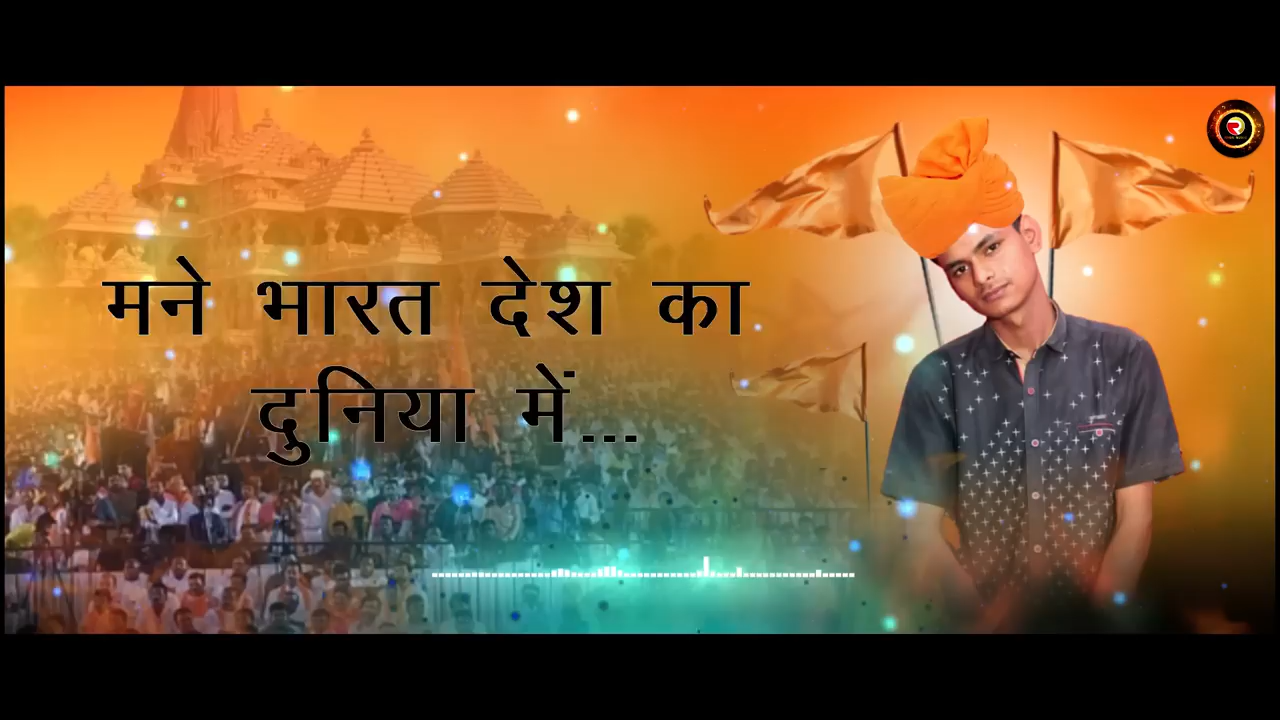 मने भारत देश का
दुनिया में...